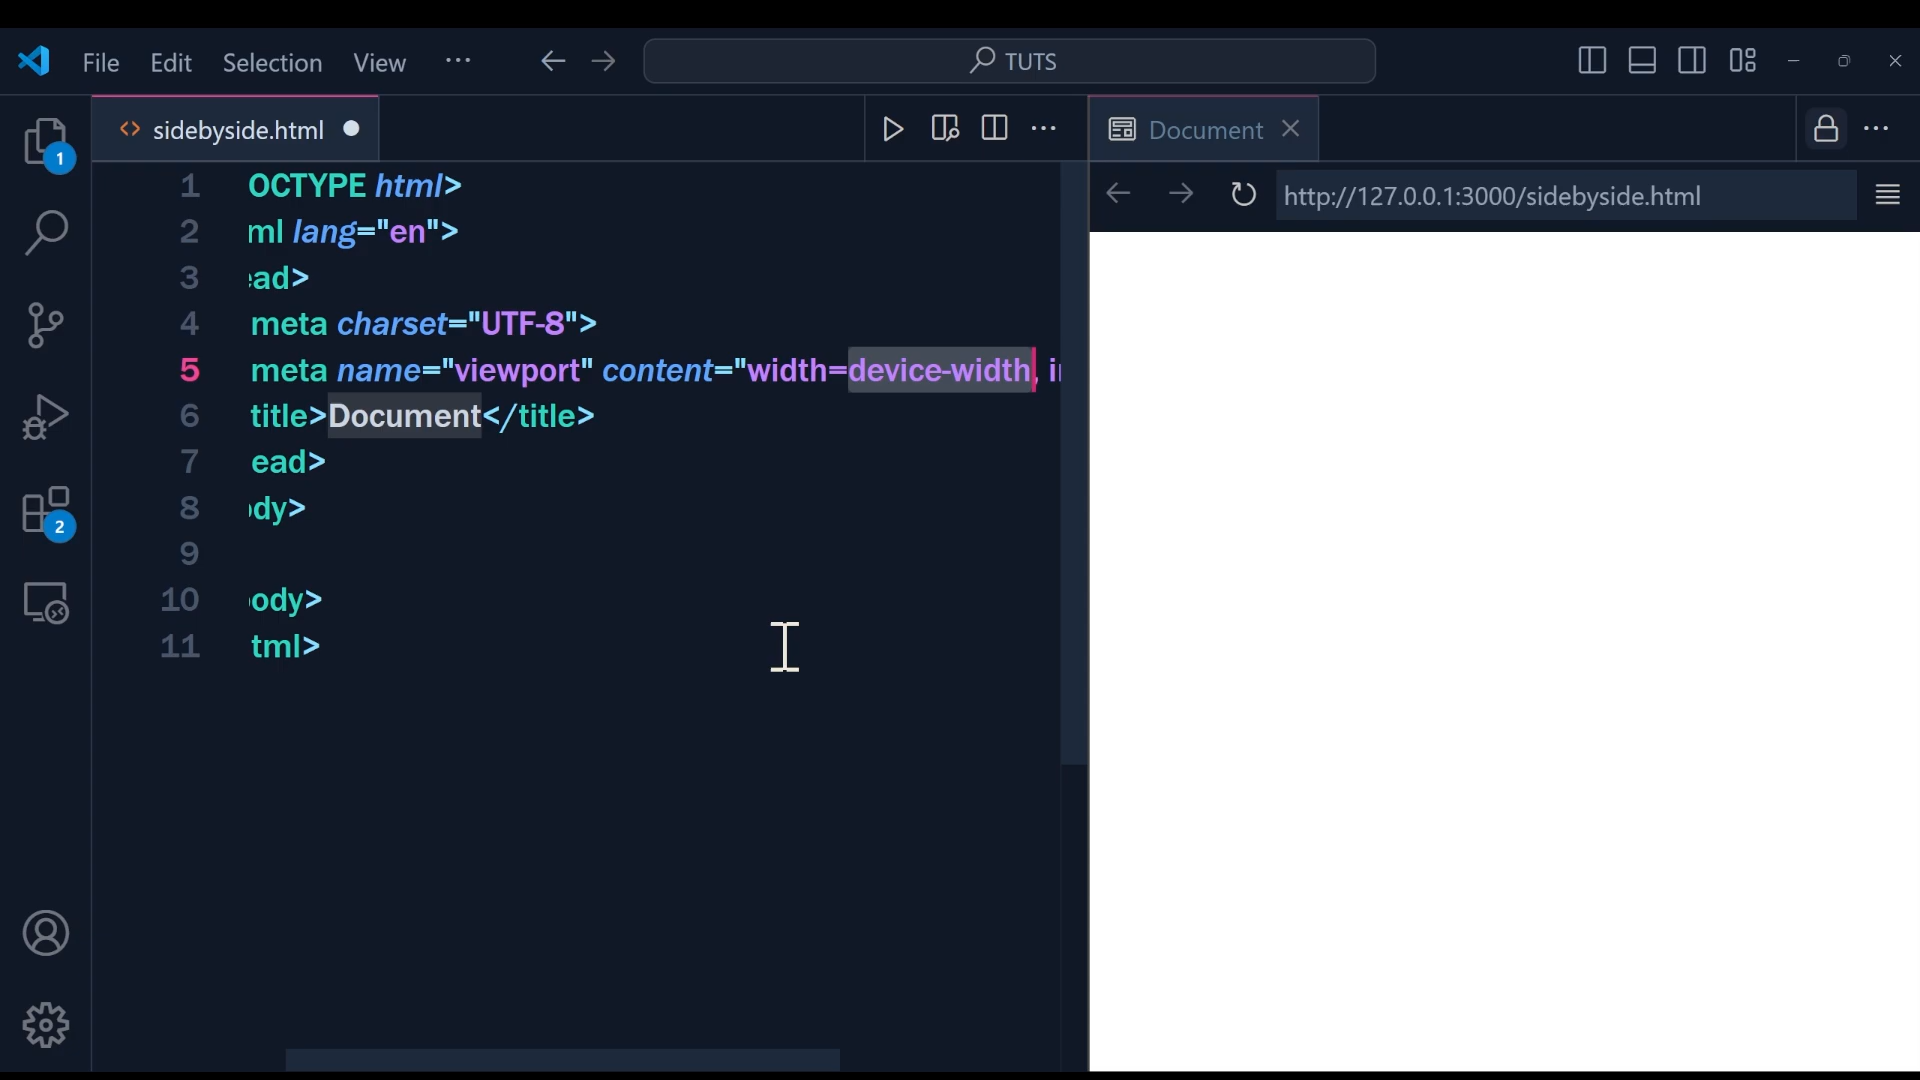 File Edit Selection View ··· TUTS
sidebyside.html
Document
http://127.0.0.1:3000/sidebyside.html
1 OCTYPE html>
2 ml lang="en">
3 ead>
4 meta charset="UTF-8">
5 meta name="viewport" content="width=device-width, in
6 title>Document</title>
7 ead>
8 dy>
9
10 ody>
11 tml>
1
2